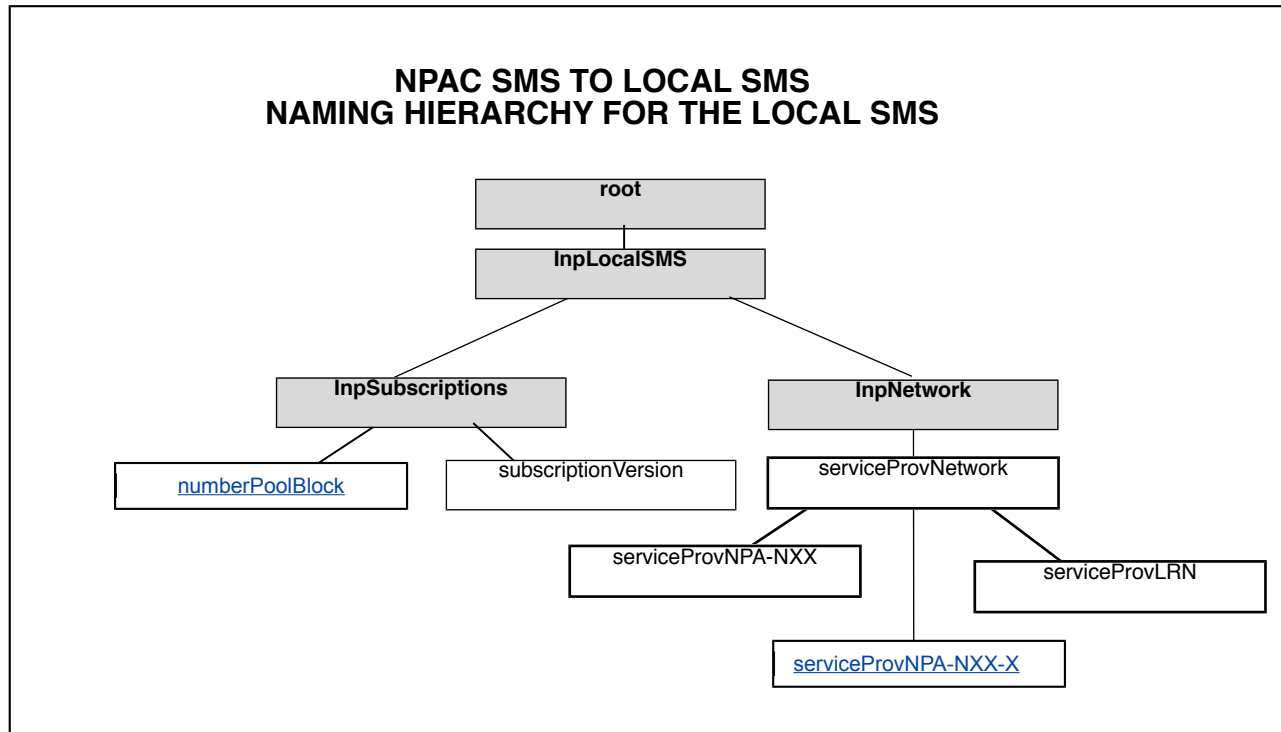 NPAC SMS TO LOCAL SMS
NAMING HIERARCHY FOR THE LOCAL SMS
root
lnpLocalSMS
lnpSubscriptions
lnpNetwork
numberPoolBlock
subscriptionVersion
serviceProvNetwork
serviceProvNPA-NXX
serviceProvLRN
serviceProvNPA-NXX-X